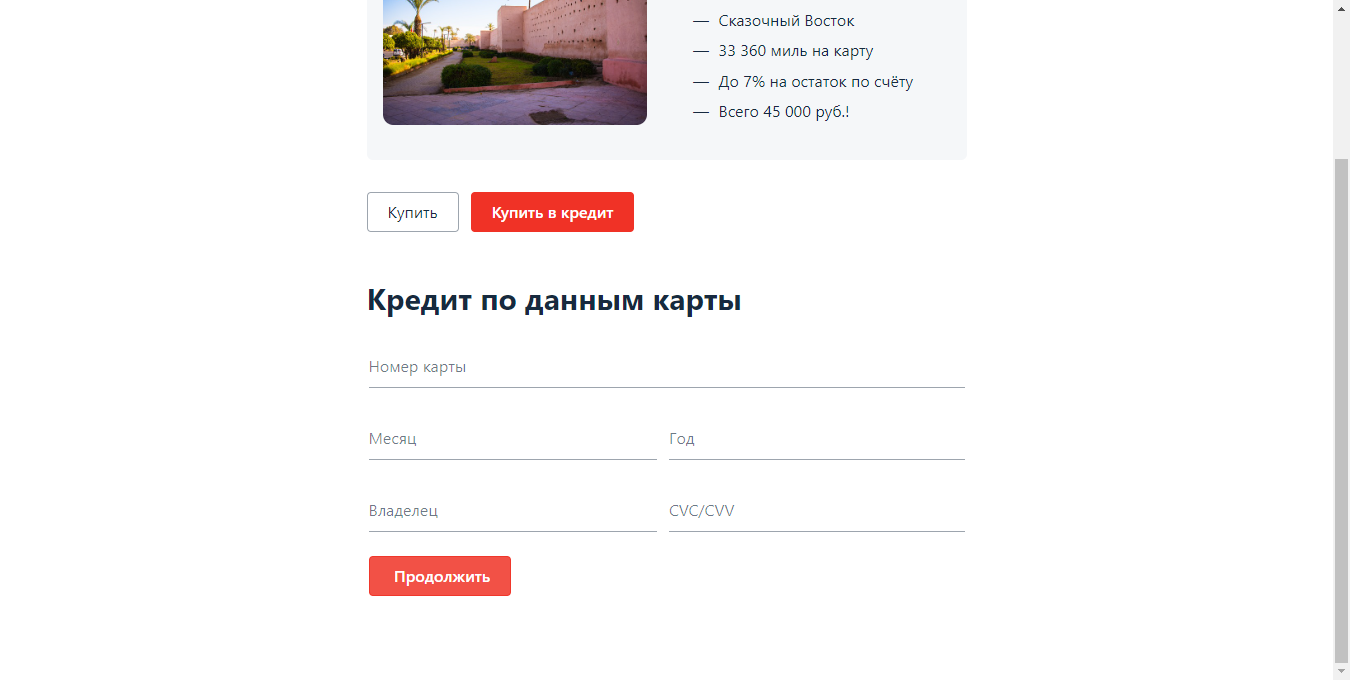 — Сказочный Восток
— 33 360 миль на карту
— До 7% на остаток по счёту
— Всего 45 000 руб.!
Купить Купить в кредит
Кредит по данным карты
Номер карты
Месяц Год
Владелец CVC/CVV
Продолжить